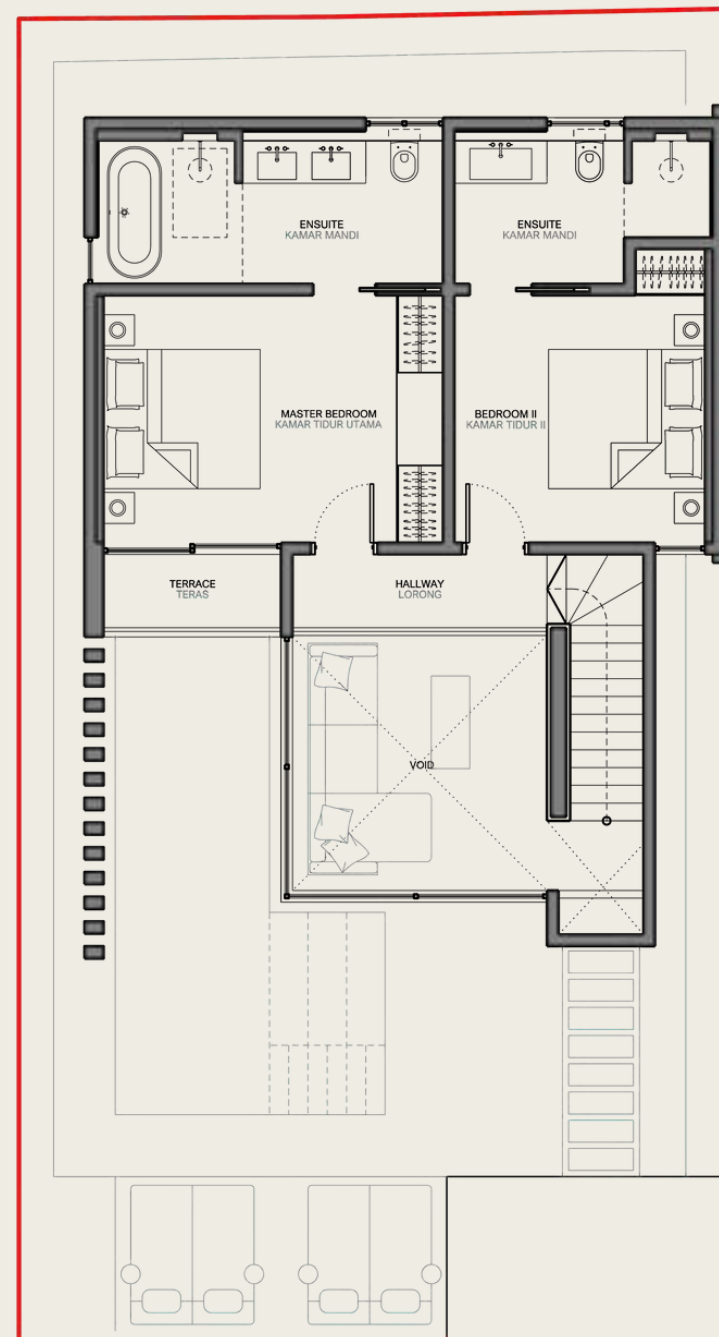 ENSUITE
KAMAR MANDI
ENSUITE
KAMAR MANDI
MASTER BEDROOM
KAMAR TIDUR UTAMA
BEDROOM II
KAMAR TIDUR II
TERRACE
TERAS
HALLWAY
LORONG
VOID